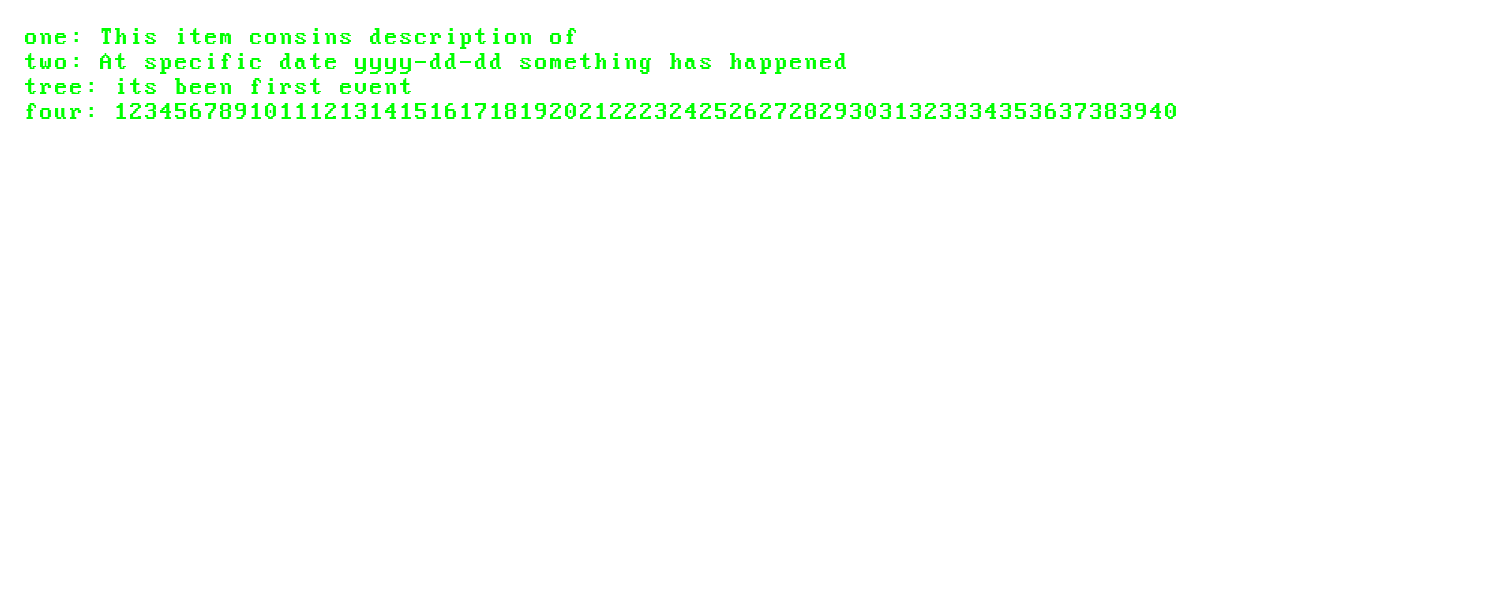 one: This item consins description of
two: At specific date yyyy-dd-dd something has happened
tree: its been first event
four: 12345678910111213141516171819202122232425262728293031323334353637383940